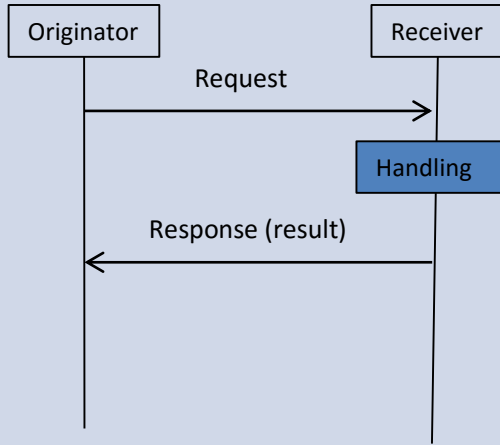 Originator
Receiver
Request
Handling
Response (result)